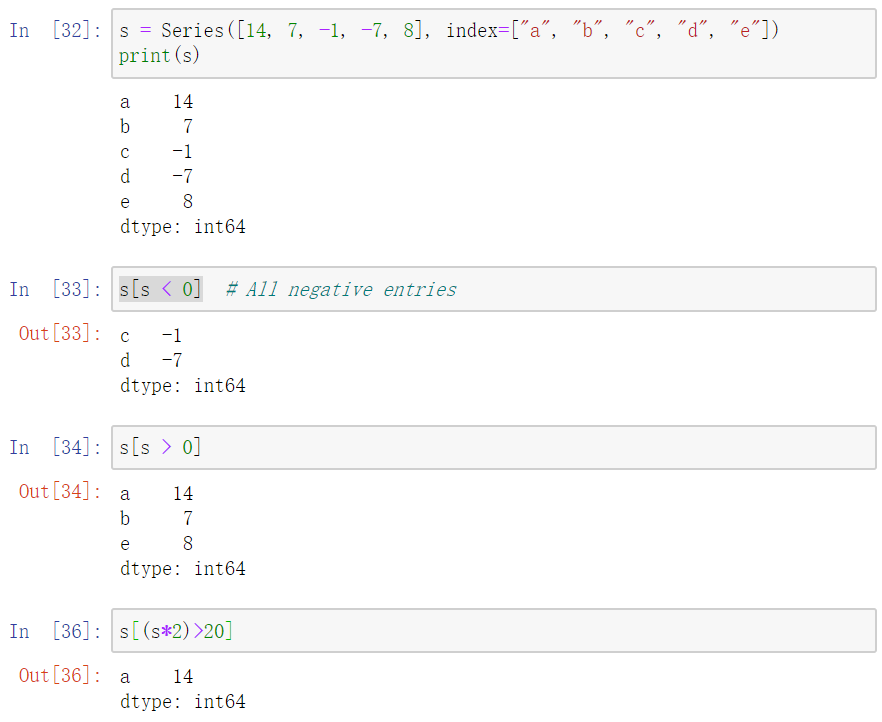 In [32]: s = Series([14, 7, -1, -7, 8], index=["a", "b", "c", "d", "e"])
print(s)
a 14
b 7
c -1
d -7
e 8
dtype: int64
In [33]: s[s < 0] # All negative entries
Out[33]: c -1
d -7
dtype: int64
In [34]: s[s > 0]
Out[34]: a 14
b 7
e 8
dtype: int64
In [36]: s[(s*2)>20]
Out[36]: a 14
dtype: int64